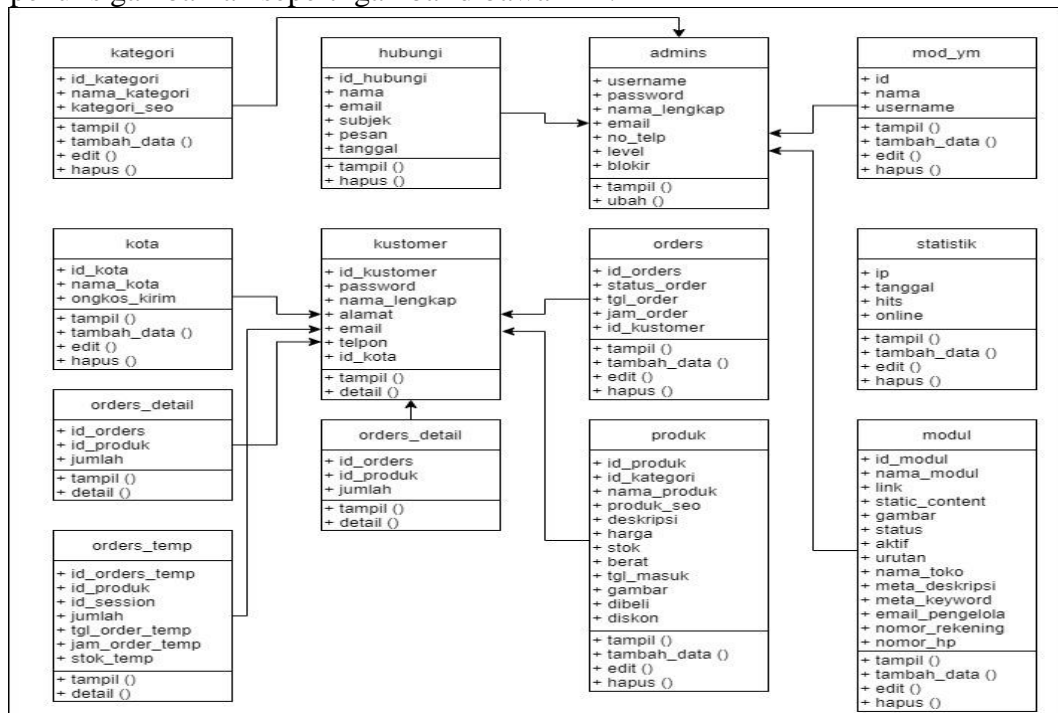 kategori
+ id_kategori
+ nama_kategori
+ kategori_seo
+ tampil ()
+ tambah_data ()
+ edit ()
+ hapus ()
hubungi
+ id_hubungi
+ nama
+ email
+ subjek
+ pesan
+ tanggal
+ tampil ()
+ hapus ()
admins
+ username
+ password
+ nama_lengkap
+ email
+ no_telp
+ level
+ blokir
+ tampil ()
+ ubah ()
mod_ym
+ id
+ nama
+ username
+ tampil ()
+ tambah_data ()
+ edit ()
+ hapus ()
kota
+ id_kota
+ nama_kota
+ ongkos_kirim
+ tampil ()
+ tambah_data ()
+ edit ()
+ hapus ()
kustomer
+ id_kustomer
+ password
+ nama_lengkap
+ alamat
+ email
+ telpon
+ id_kota
+ tampil ()
+ detail ()
orders
+ id_orders
+ status_order
+ tgl_order
+ jam_order
+ id_kustomer
+ tampil ()
+ tambah_data ()
+ edit ()
+ hapus ()
statistik
+ ip
+ tanggal
+ hits
+ online
+ tampil ()
+ tambah_data ()
+ edit ()
+ hapus ()
orders_detail
+ id_orders
+ id_produk
+ jumlah
+ tampil ()
+ detail ()
orders_detail
+ id_orders
+ id_produk
+ jumlah
+ tampil ()
+ detail ()
produk
+ id_produk
+ id_kategori
+ nama_produk
+ produk_seo
+ deskripsi
+ harga
+ stok
+ berat
+ tgl_masuk
+ gambar
+ dibeli
+ diskon
+ tampil ()
+ tambah_data ()
+ edit ()
+ hapus ()
modul
+ id_modul
+ nama_modul
+ link
+ static_content
+ gambar
+ status
+ aktif
+ urutan
+ nama_toko
+ meta_deskripsi
+ meta_keyword
+ email_pengelola
+ nomor_rekening
+ nomor_hp
+ tampil ()
+ tambah_data ()
+ edit ()
+ hapus ()
orders_temp
+ id_orders_temp
+ id_produk
+ id_session
+ jumlah
+ tgl_order_temp
+ jam_order_temp
+ stok_temp
+ tampil ()
+ detail ()